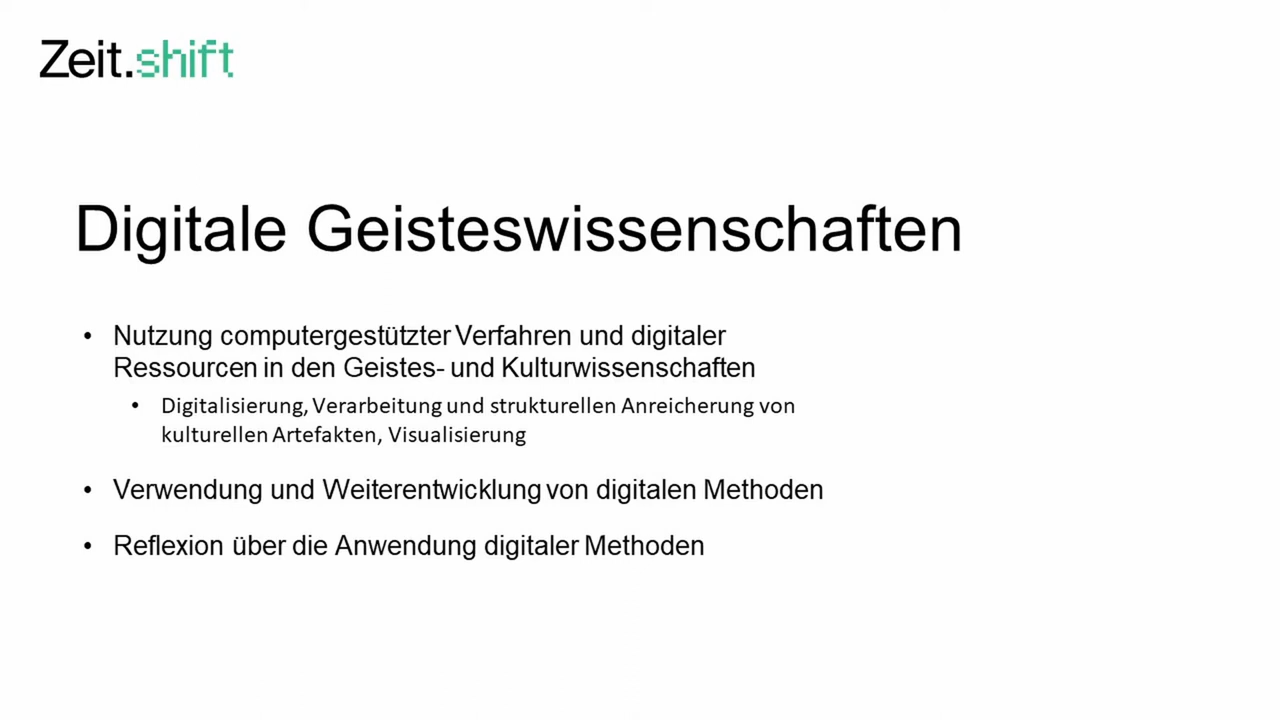 Zeit.shift
Digitale Geisteswissenschaften
• Nutzung computergestützter Verfahren und digitaler
Ressourcen in den Geistes- und Kulturwissenschaften
• Digitalisierung, Verarbeitung und strukturellen Anreicherung von
kulturellen Artefakten, Visualisierung
• Verwendung und Weiterentwicklung von digitalen Methoden
• Reflexion über die Anwendung digitaler Methoden